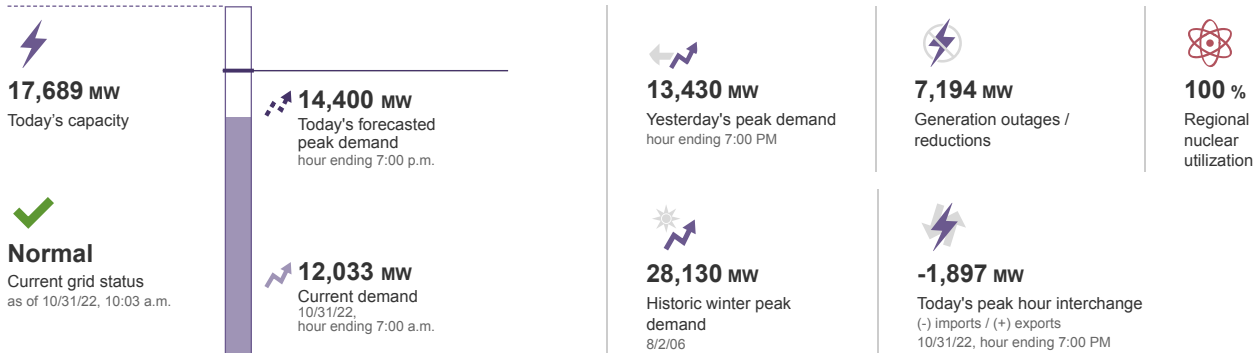 17,689 MW
Today's capacity
Normal
Current grid status
as of 10/31/22, 10:03 a.m.
14,400 MW
Today's forecasted
peak demand
hour ending 7:00 p.m.
12,033 MW
Current demand
10/31/22,
hour ending 7:00 a.m.
13,430 MW
Yesterday's peak demand
hour ending 7:00 PM
7,194 MW
Generation outages /
reductions
100 %
Regional
nuclear
utilization
28,130 MW
Historic winter peak
demand
8/2/06
-1,897 MW
Today's peak hour interchange
(-) imports / (+) exports
10/31/22, hour ending 7:00 PM